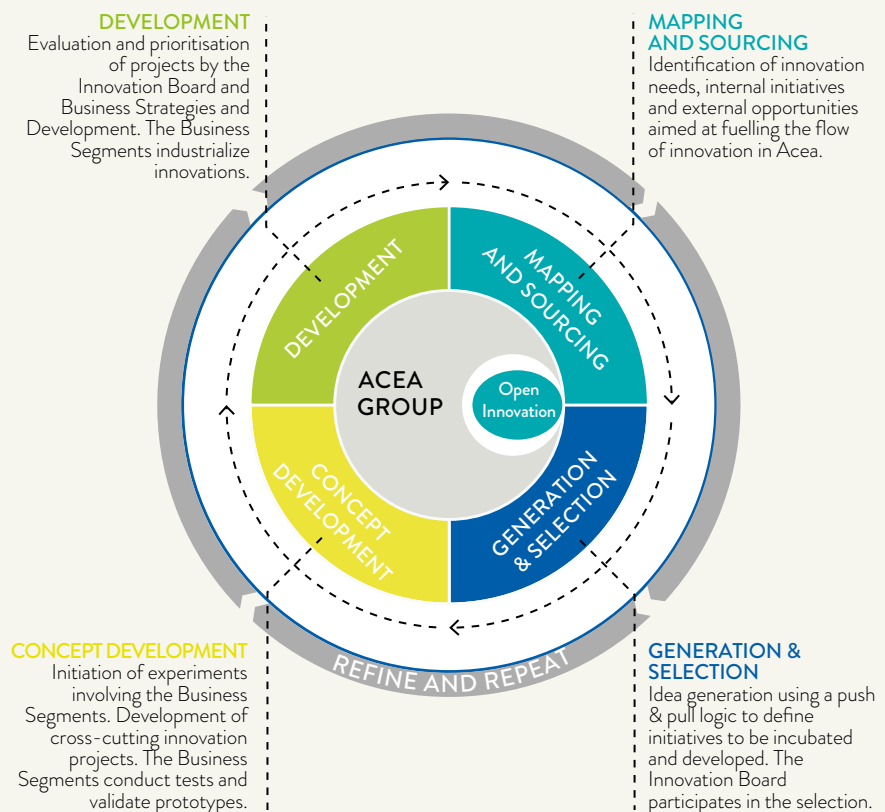 DEVELOPMENT
Evaluation and prioritisation
of projects by the
Innovation Board and
Business Strategies and
Development. The Business
Segments industrialize
innovations.
MAPPING
AND SOURCING
Identification of innovation
needs, internal initiatives
and external opportunities
aimed at fuelling the flow
of innovation in Acea.
DEVELOPMENT
MAPPING
AND SOURCING
ACEA
GROUP
Open
Innovation
CONCEPT
DEVELOPMENT
GENERATION
& SELECTION
REFINE AND REPEAT
CONCEPT DEVELOPMENT
Initiation of experiments
involving the Business
Segments. Development of
cross-cutting innovation
projects. The Business
Segments conduct tests and
validate prototypes.
GENERATION &
SELECTION
Idea generation using a push
& pull logic to define
initiatives to be incubated
and developed. The
Innovation Board
participates in the selection.